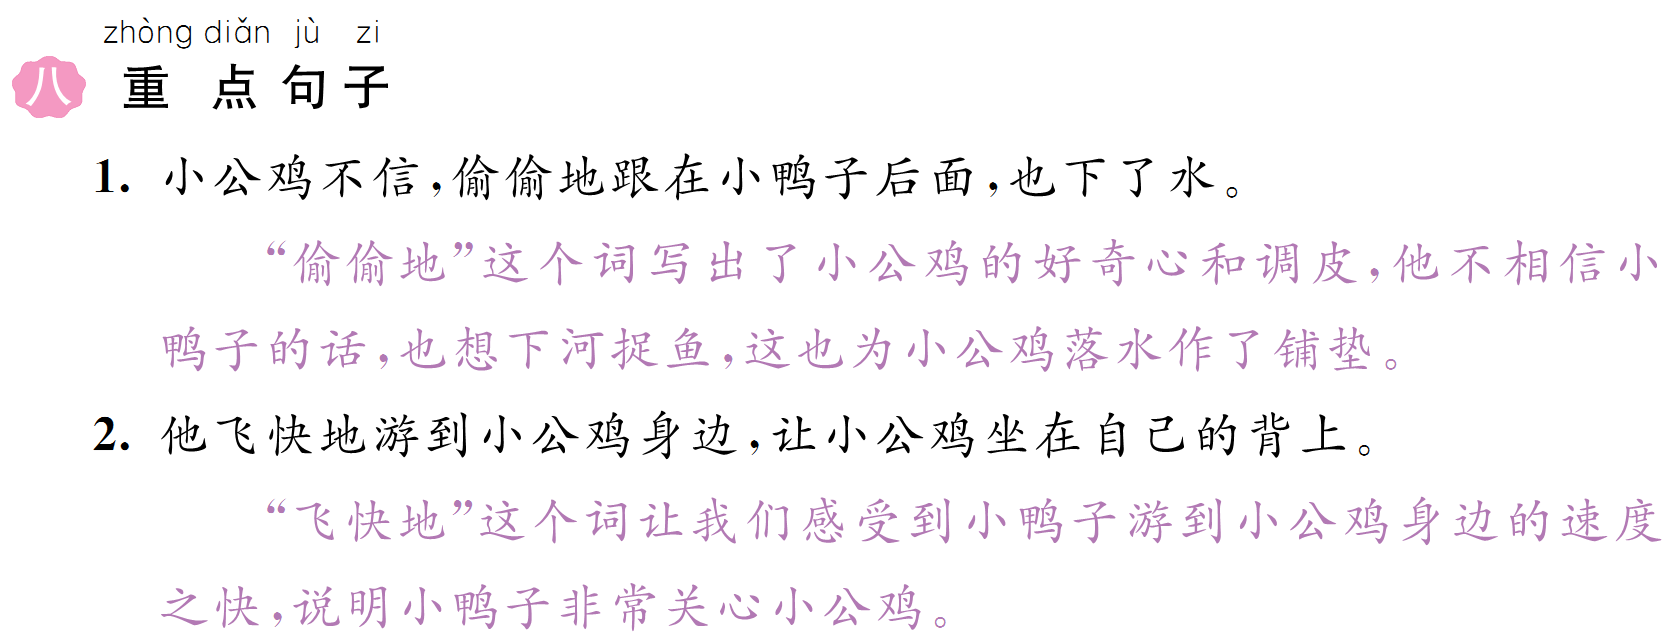 zhòng diǎn jù zi
八 重点句子
1. 小公鸡不信,偷偷地跟在小鸭子后面,也下了水。
“偷偷地”这个词写出了小公鸡的好奇心和调皮,他不相信小
鸭子的话,也想下河捉鱼,这也为小公鸡落水作了铺垫。
2. 他飞快地游到小公鸡身边,让小公鸡坐在自己的背上。
“飞快地”这个词让我们感受到小鸭子游到小公鸡身边的速度
之快,说明小鸭子非常关心小公鸡。